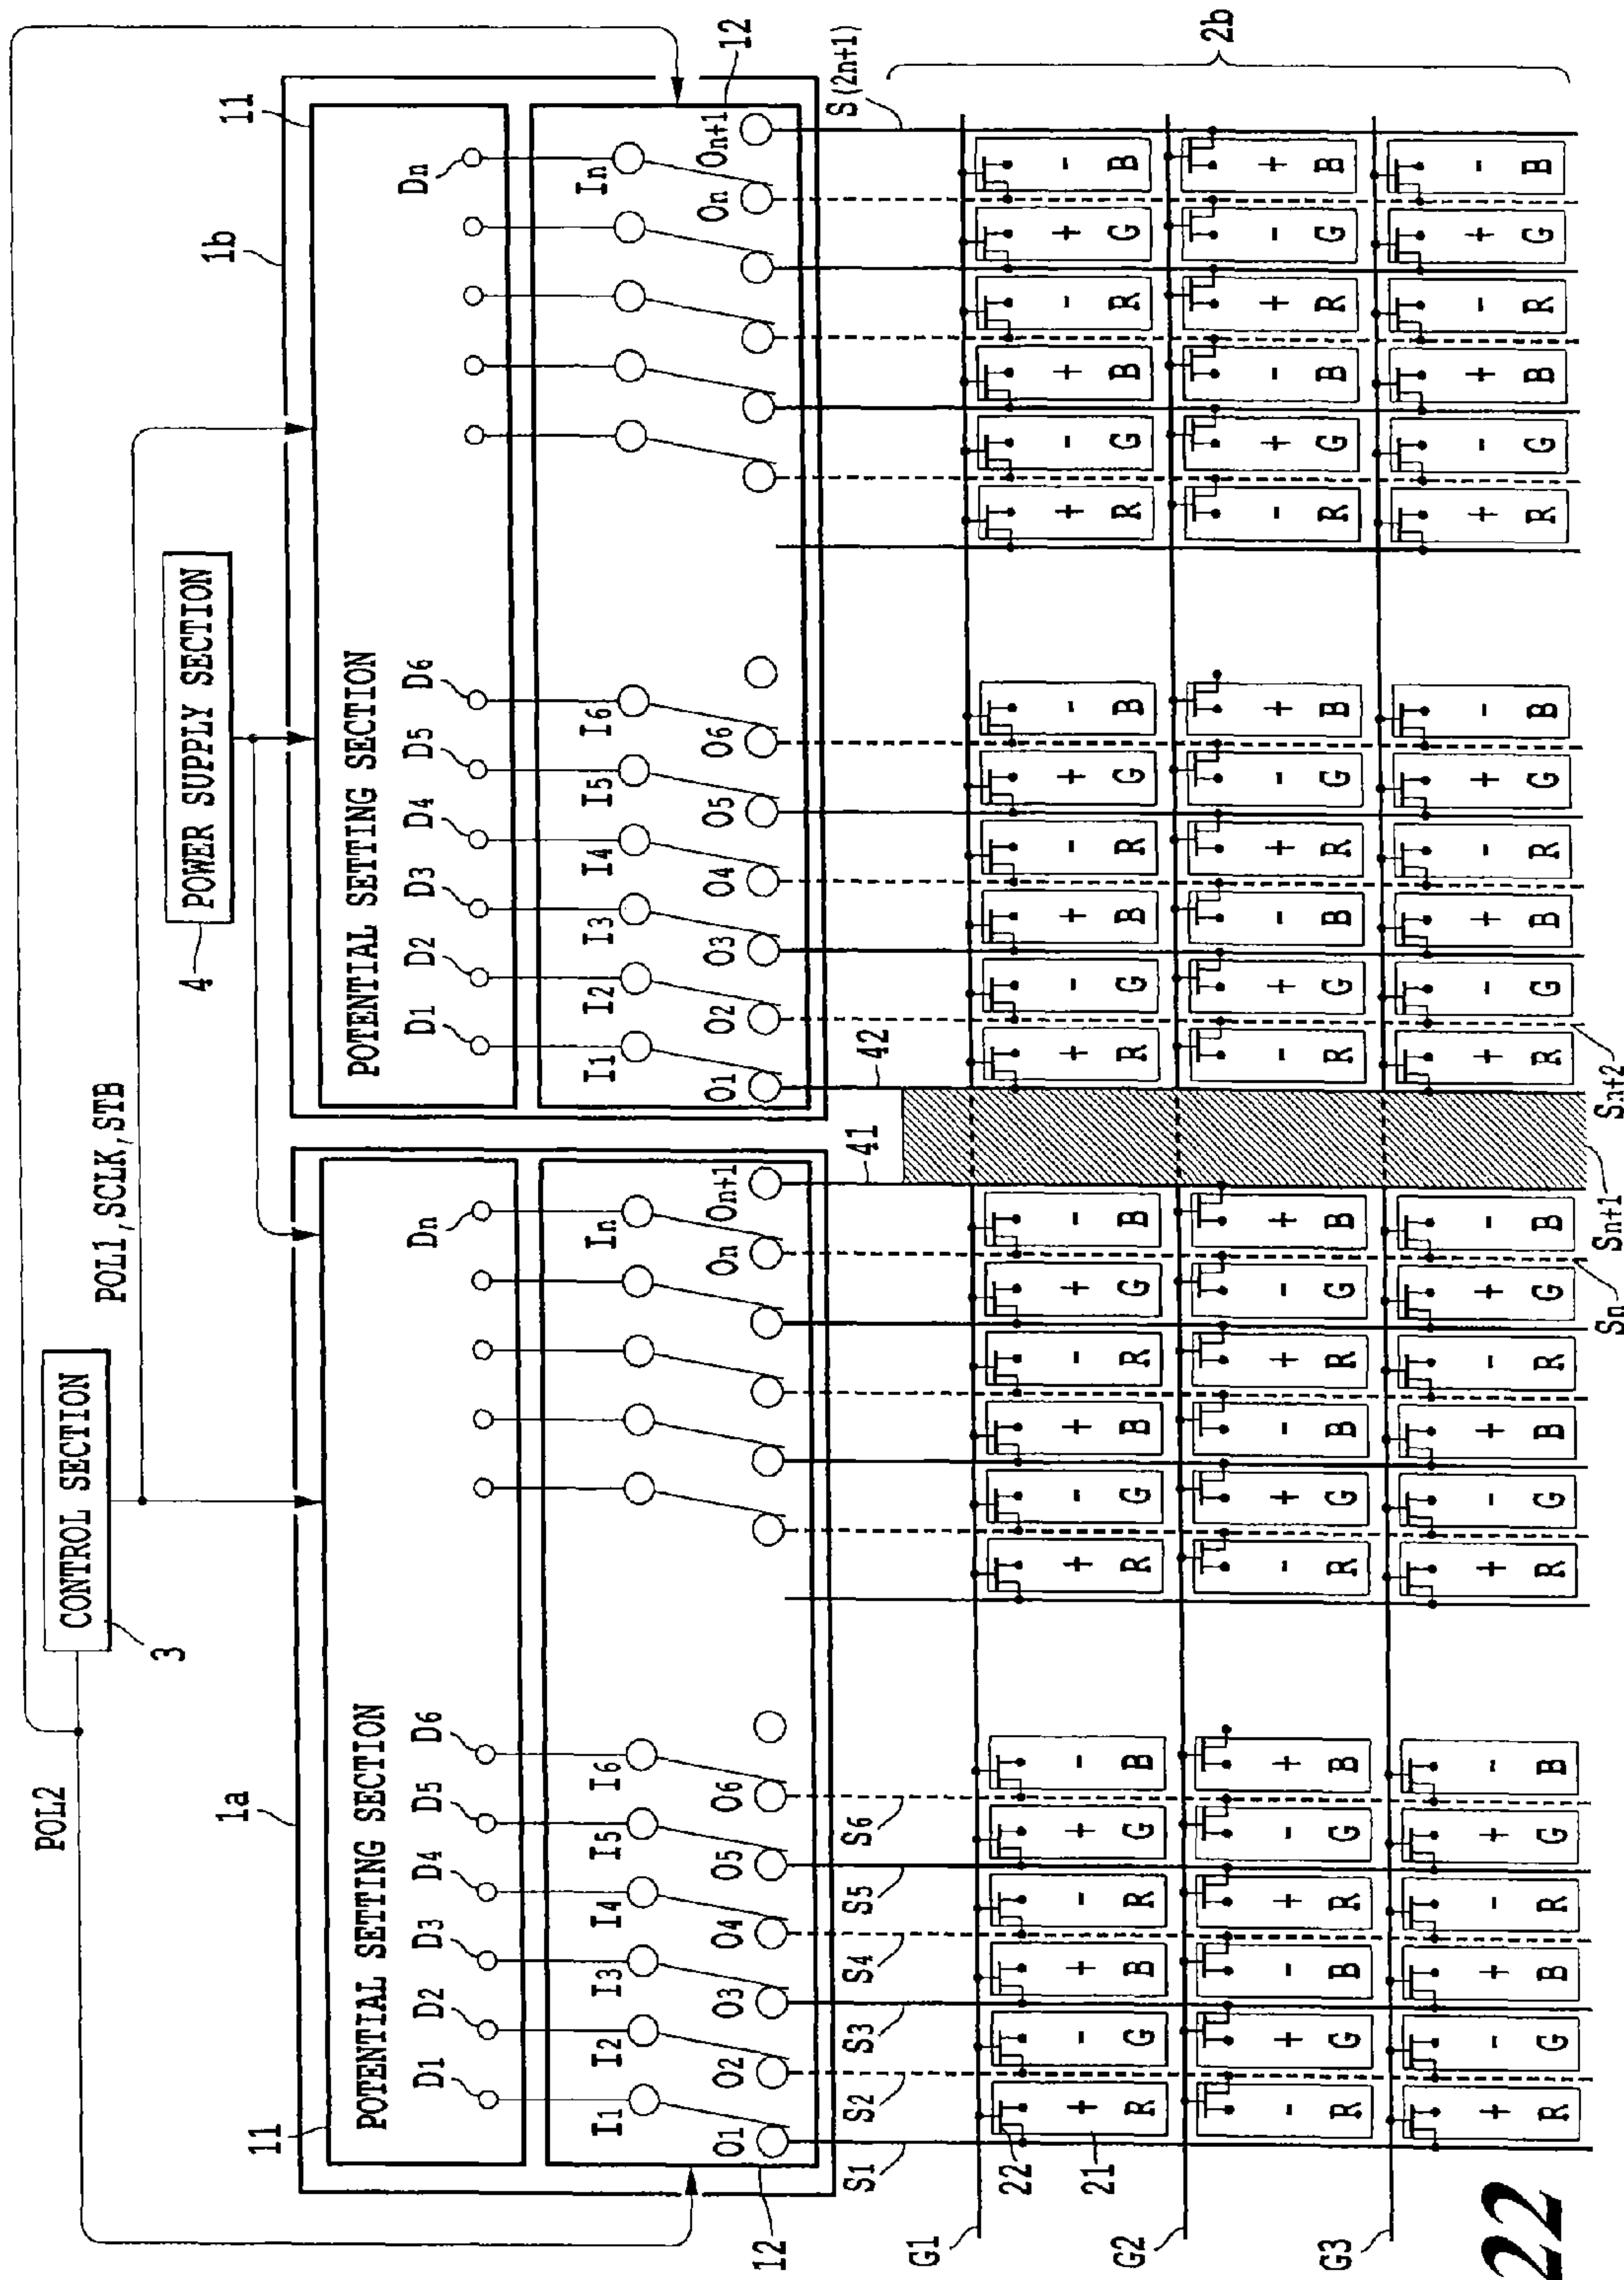 POL2
CONTROL SECTION
3
POL1,SCLK,STB
POWER SUPPLY SECTION
4
1a
1b
11
POTENTIAL SETTING SECTION
D1 D2 D3 D4 D5 D6 Dn
11
POTENTIAL SETTING SECTION
D1 D2 D3 D4 D5 D6 Dn
I1 I2 I3 I4 I5 I6 In
I1 I2 I3 I4 I5 I6 In
O1 O2 O3 O4 O5 O6 On On+1
O1 O2 O3 O4 O5 O6 On On+1
12
12
S1 S2 S3 S4 S5 S6
41
42
S(2n+1)
G1
22
21
+ - + - + - + - + - + - + - + - + - + - + - + -
R G B R G B R G B R G B R G B R G B R G B R G B
2b
G2
- + - + - + - + - + - + - + - + - + - + - + - +
R G B R G B R G B R G B R G B R G B R G B R G B
G3
+ - + - + - + - + - + - + - + - + - + - + - + -
R G B R G B R G B R G B R G B R G B R G B R G B
Sn
Sn+1
Sn+2
22